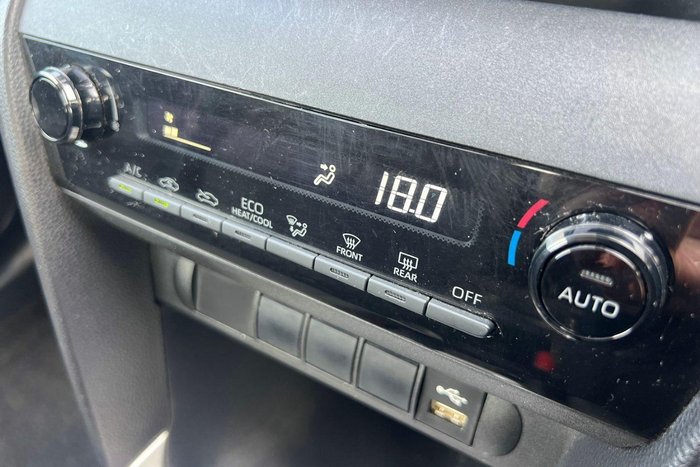 A/C
ECO
HEAT/COOL
18.0
FRONT
REAR
OFF
AUTO